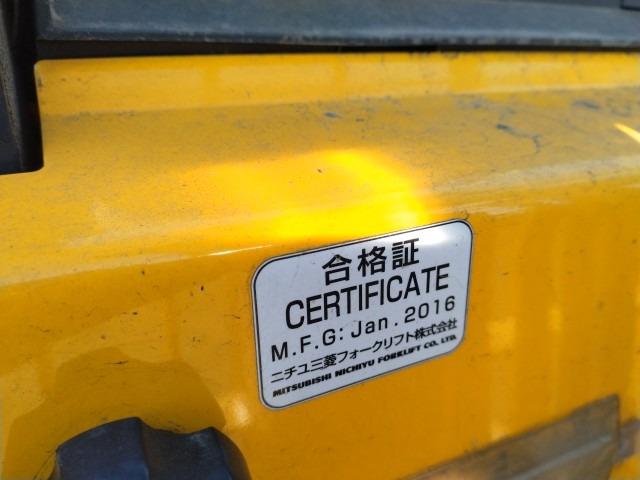 合格証
CERTIFICATE
M.F.G: Jan. 2016
ニチユ三菱フォークリフト株式会社
MITSUBISHI NICHIYU FORKLIFT CO., LTD.